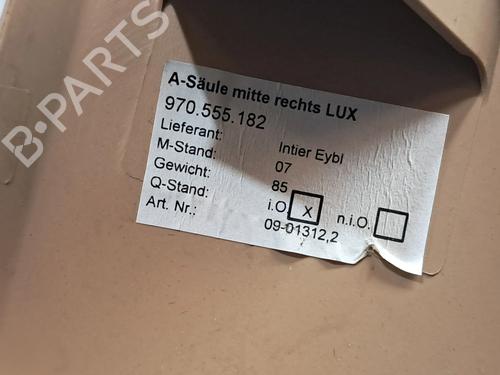 A-Säule mitte rechts LUX
970.555.182
Lieferant: Intier Eybl
M-Stand: 07
Gewicht: 85
Q-Stand: i.O. X n.i.O.
Art. Nr.: 09-01312,2
B-PARTS